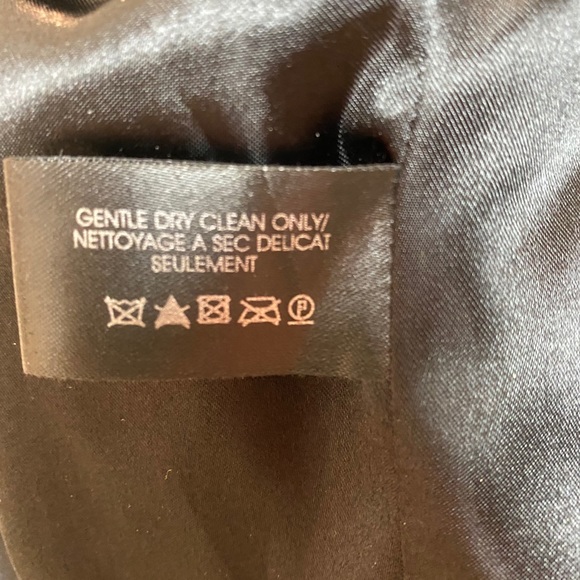 GENTLE DRY CLEAN ONLY/
NETTOYAGE A SEC DELICAT
SEULEMENT
P